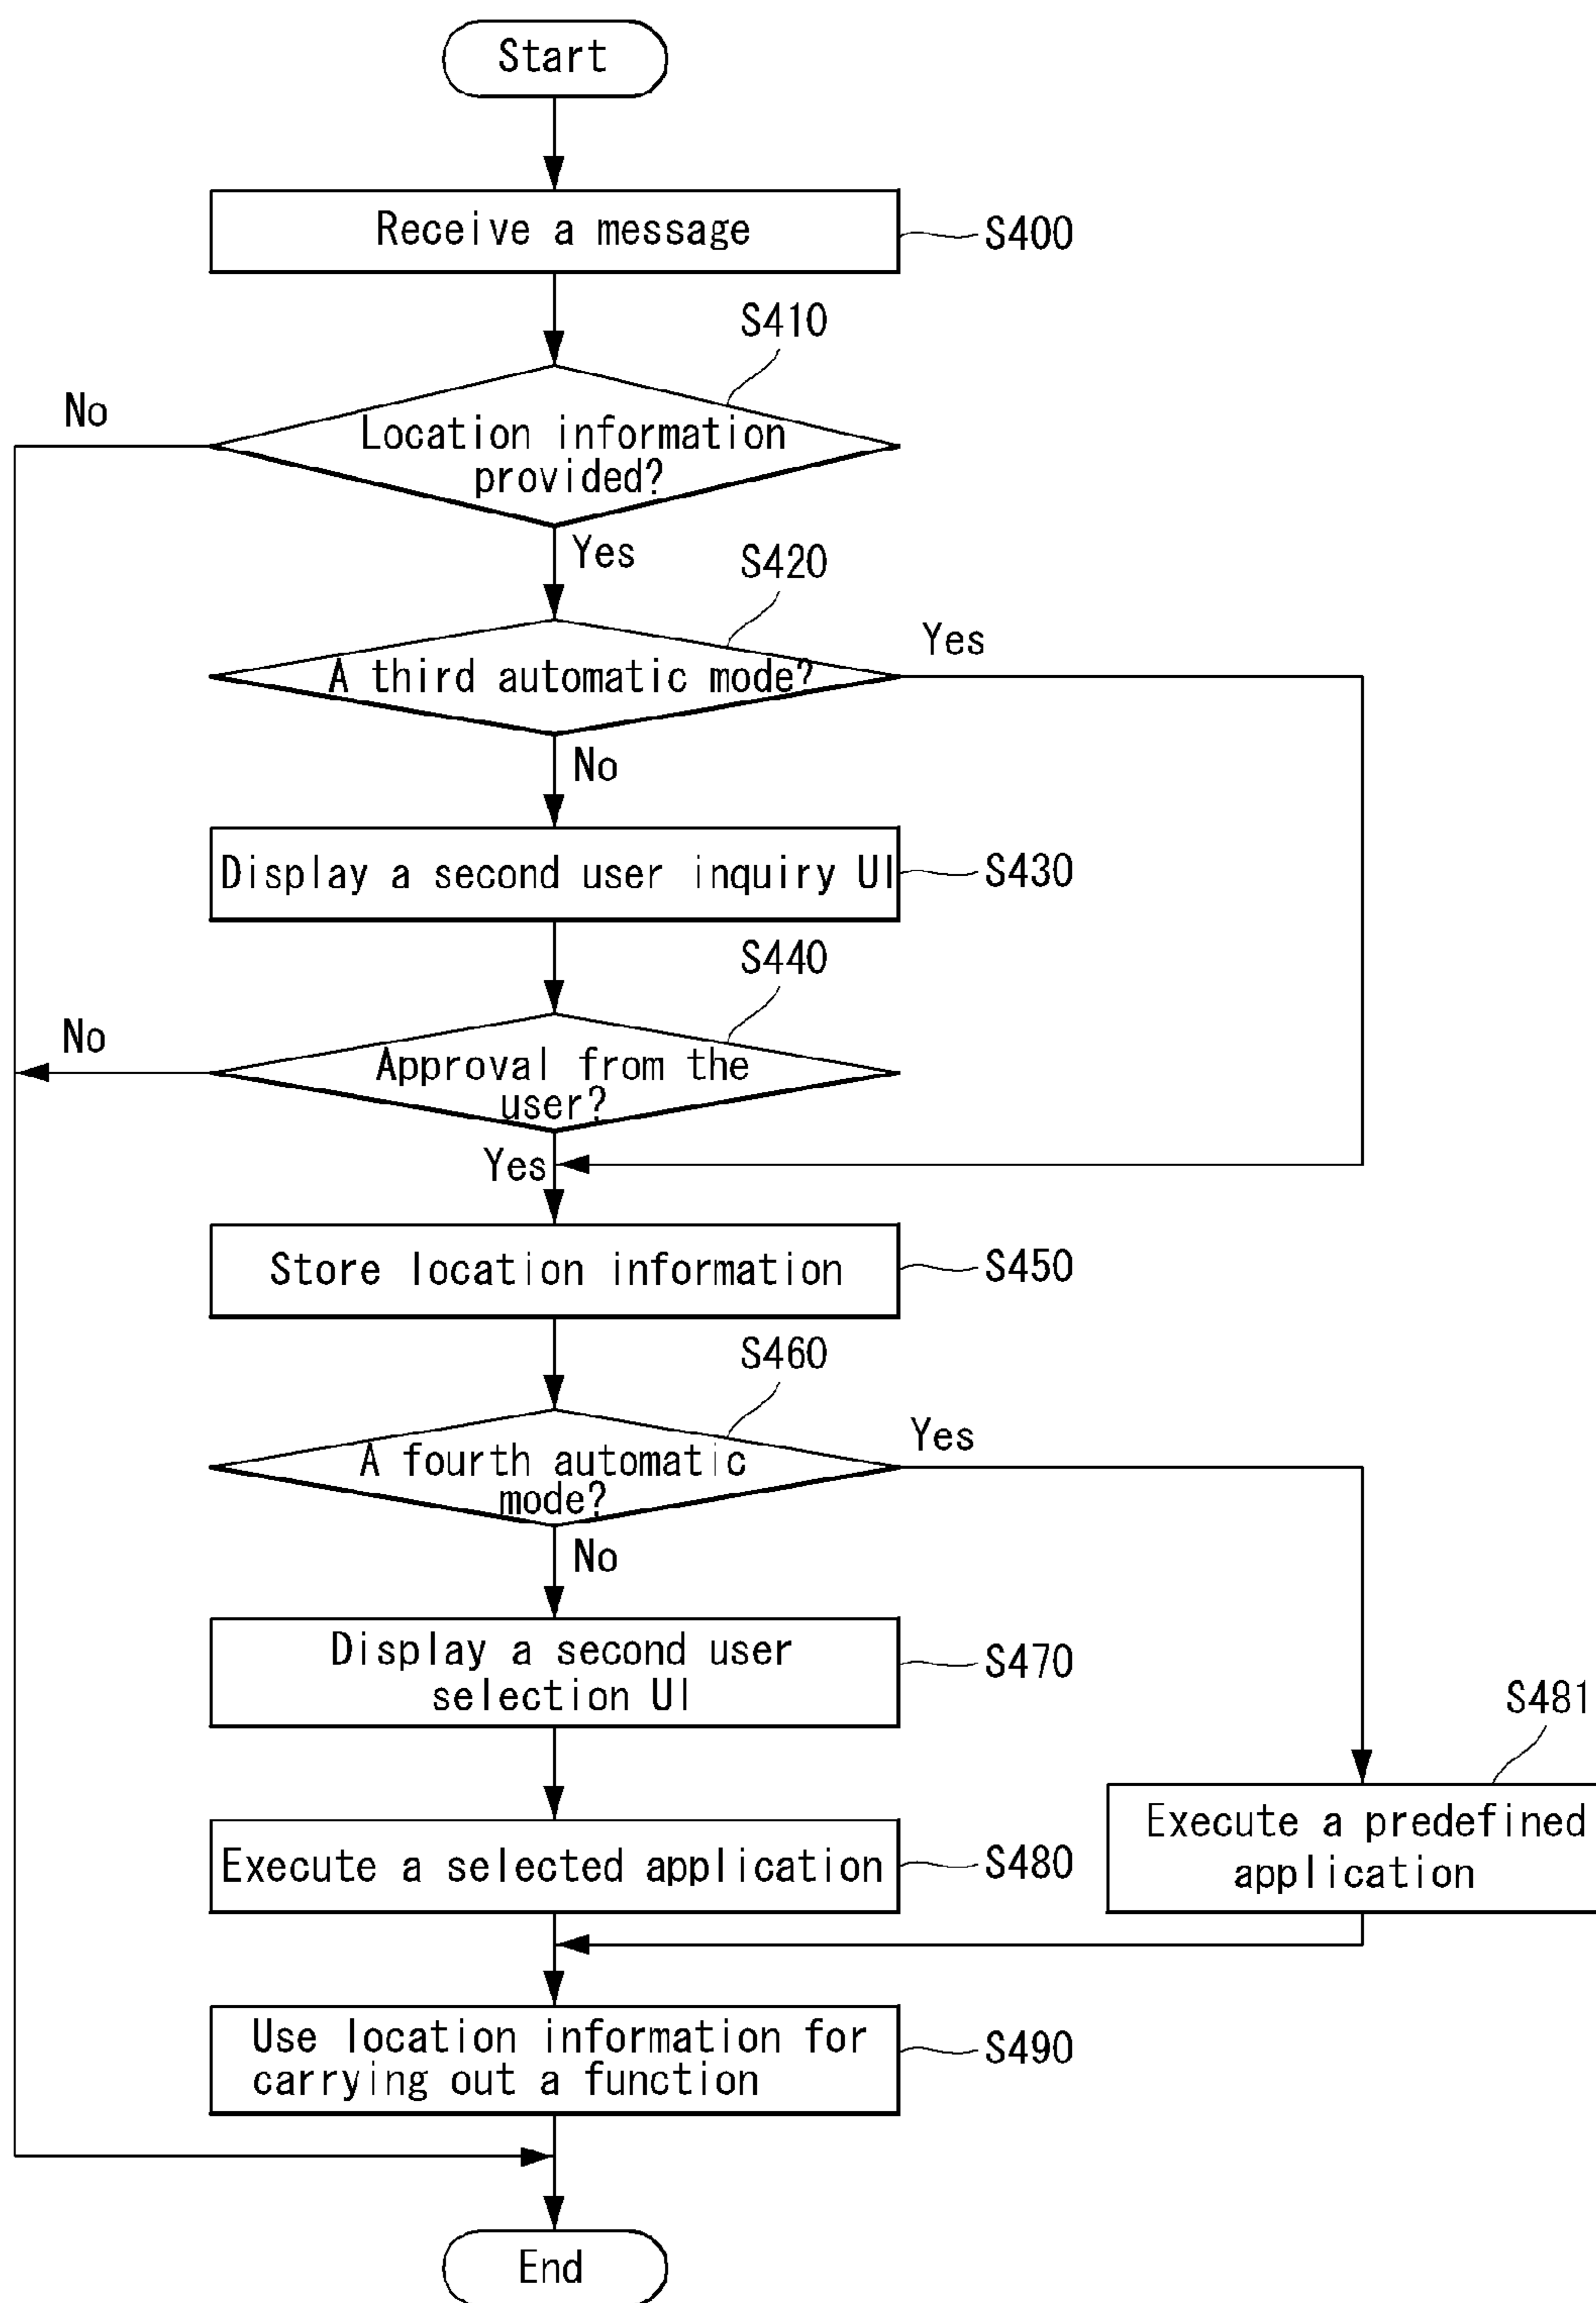 Start
Receive a message
S400
S410
No
Location information
provided?
Yes
S420
Yes
A third automatic mode?
No
Display a second user inquiry UI
S430
S440
No
Approval from the
user?
Yes
Store location information
S450
S460
Yes
A fourth automatic
mode?
No
Display a second user
selection UI
S470
S481
Execute a predefined
application
Execute a selected application
S480
Use location information for
carrying out a function
S490
End